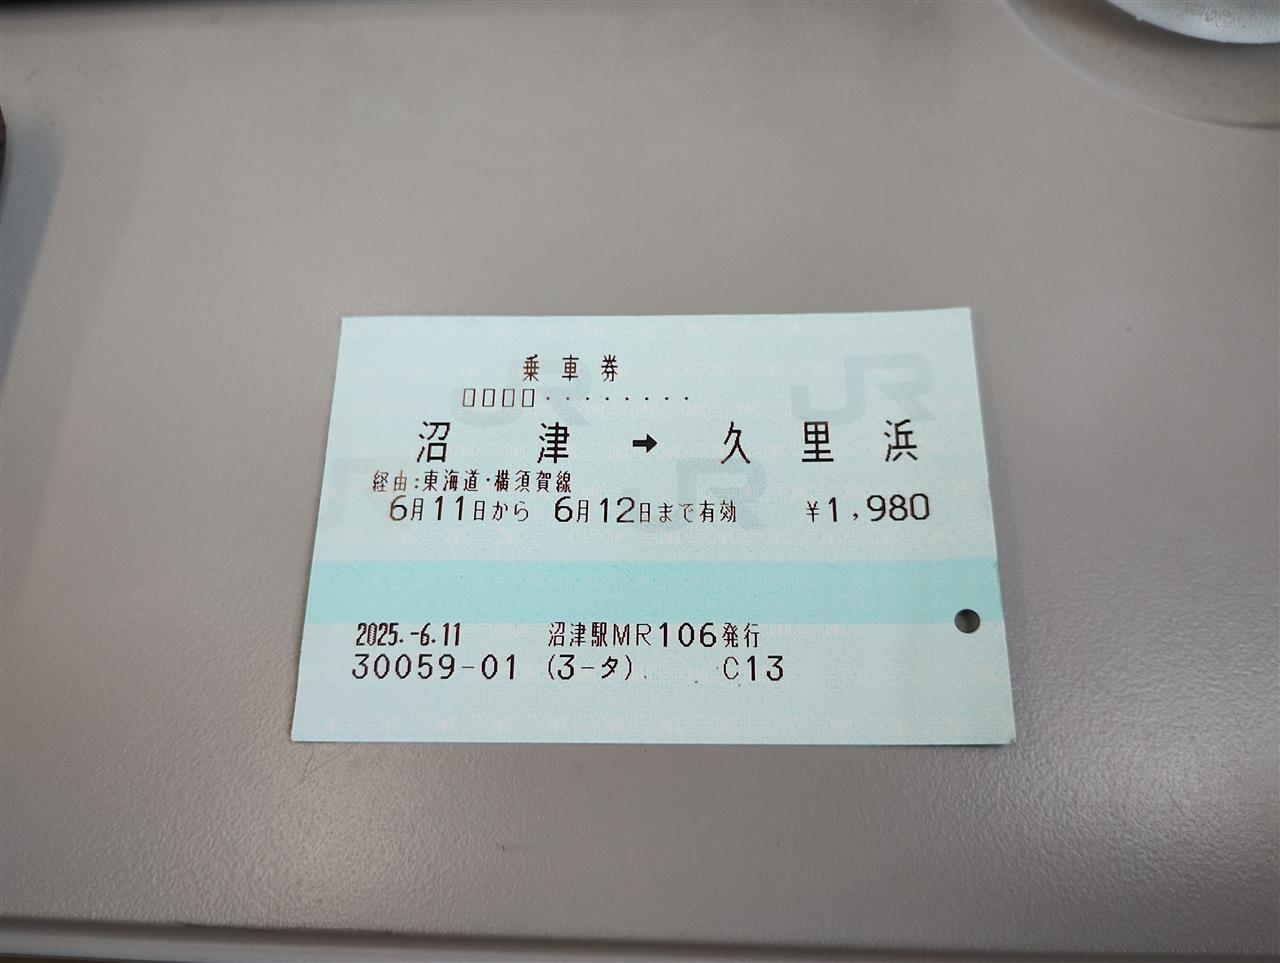 乗車券
□□□□・・・・・・・・
沼津→久里浜
経由:東海道・横須賀線
6月11日から 6月12日まで有効 ¥1,980
2025.-6.11 沼津駅MR106発行
30059-01 (3-タ) C13